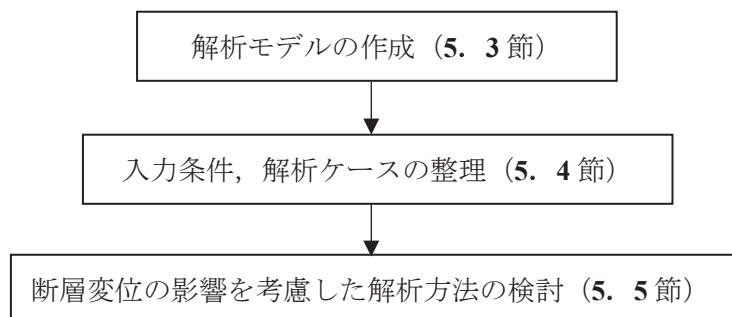 解析モデルの作成（5．3節）
入力条件，解析ケースの整理（5．4節）
断層変位の影響を考慮した解析方法の検討（5．5節）